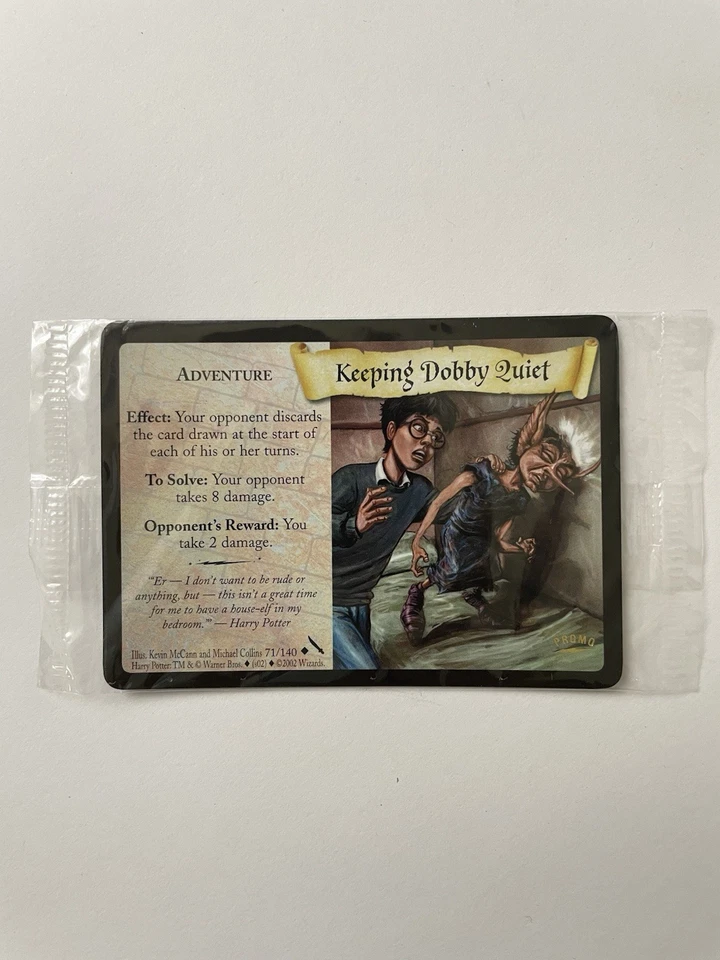 Keeping Dobby Quiet
ADVENTURE
Effect: Your opponent discards
the card drawn at the start of
each of his or her turns.
To Solve: Your opponent
takes 8 damage.
Opponent's Reward: You
take 2 damage.
"'Er — I don't want to be rude or
anything, but — this isn't a great time
for me to have a house-elf in my
bedroom.'" — Harry Potter
Illus. Kevin McCann and Michael Collins 71/140
Harry Potter: TM & © Warner Bros. ♦ (s02) ♦ ©2002 Wizards.
PROMO